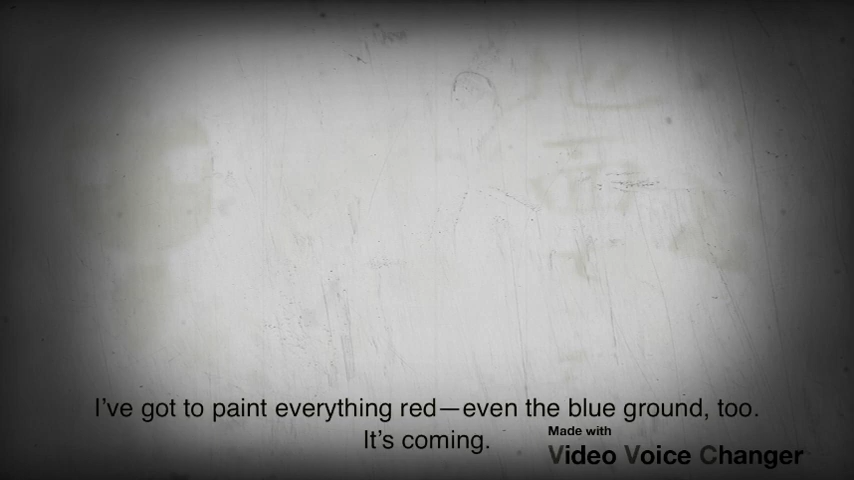 I've got to paint everything red—even the blue ground, too.
It's coming.
Made with
Video Voice Changer